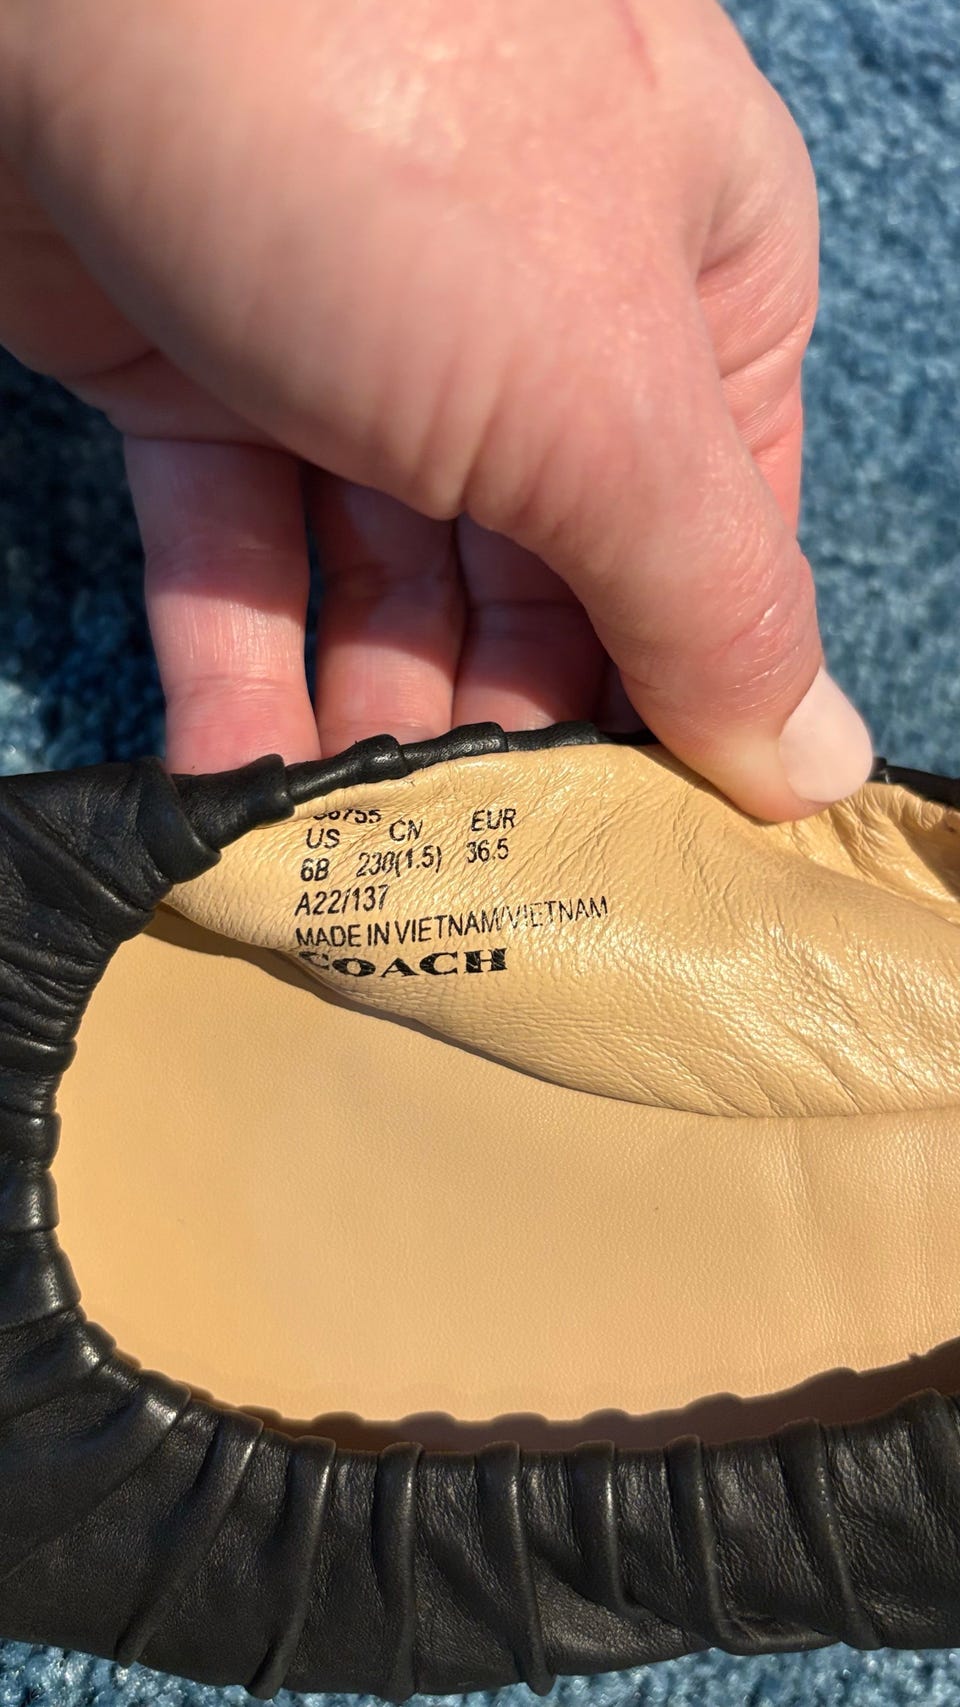 US CN EUR
6B 230(1.5) 36.5
A22/137
MADE IN VIETNAM/VIETNAM
COACH